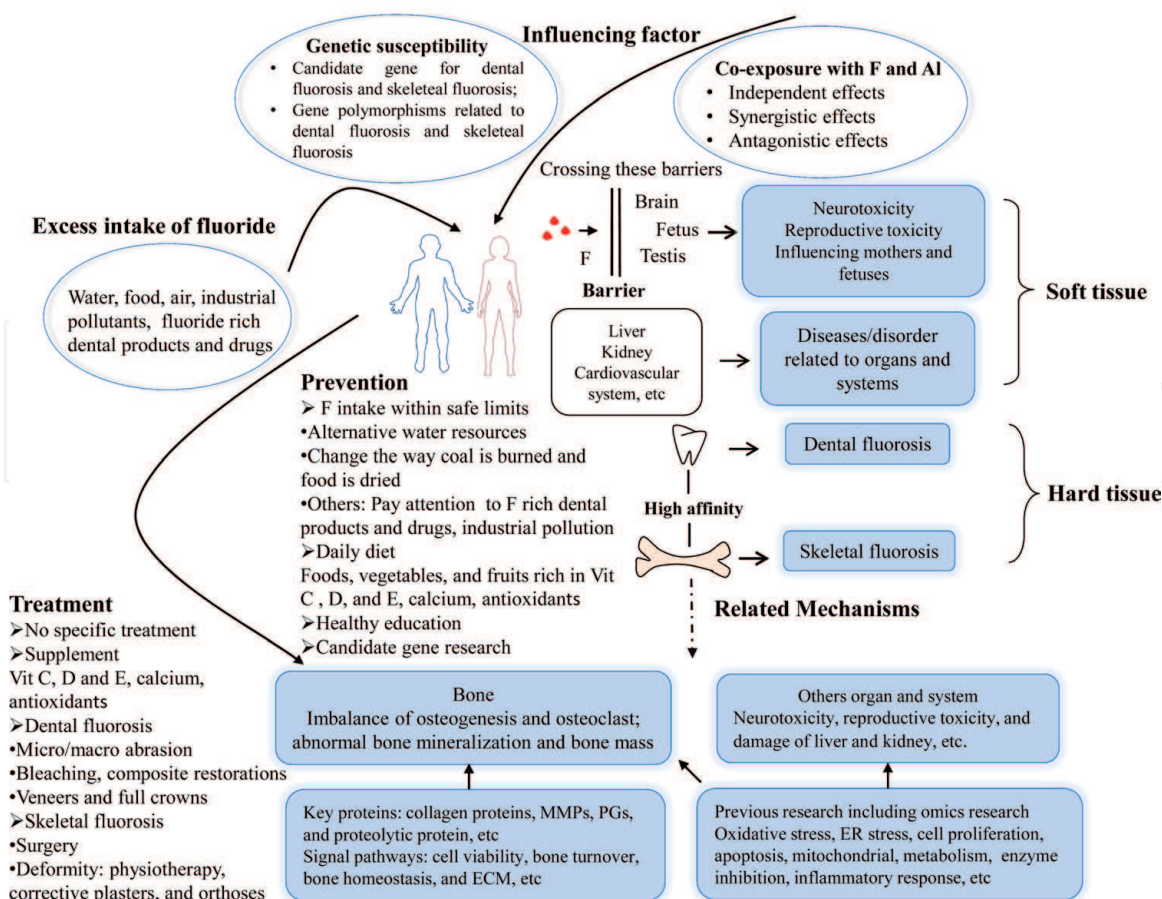 Influencing factor
Genetic susceptibility
• Candidate gene for dental
fluorosis and skeleteal fluorosis;
• Gene polymorphisms related to
dental fluorosis and skeleteal
fluorosis
Co-exposure with F and Al
• Independent effects
• Synergistic effects
• Antagonistic effects
Excess intake of fluoride
Water, food, air, industrial
pollutants, fluoride rich
dental products and drugs
Crossing these barriers
F
Brain
Fetus
Testis
Barrier
Neurotoxicity
Reproductive toxicity
Influencing mothers and
fetuses
Liver
Kidney
Cardiovascular
system, etc
Diseases/disorder
related to organs and
systems
Soft tissue
Dental fluorosis
High affinity
Skeletal fluorosis
Hard tissue
Prevention
➢ F intake within safe limits
•Alternative water resources
•Change the way coal is burned and
food is dried
•Others: Pay attention to F rich dental
products and drugs, industrial pollution
➢Daily diet
Foods, vegetables, and fruits rich in Vit
C , D, and E, calcium, antioxidants
➢Healthy education
➢Candidate gene research
Related Mechanisms
Treatment
➢No specific treatment
➢Supplement
Vit C, D and E, calcium,
antioxidants
➢Dental fluorosis
•Micro/macro abrasion
•Bleaching, composite restorations
•Veneers and full crowns
➢Skeletal fluorosis
•Surgery
•Deformity: physiotherapy,
corrective plasters, and orthoses
Bone
Imbalance of osteogenesis and osteoclast;
abnormal bone mineralization and bone mass
Others organ and system
Neurotoxicity, reproductive toxicity, and
damage of liver and kidney, etc.
Key proteins: collagen proteins, MMPs, PGs,
and proteolytic protein, etc
Signal pathways: cell viability, bone turnover,
bone homeostasis, and ECM, etc
Previous research including omics research
Oxidative stress, ER stress, cell proliferation,
apoptosis, mitochondrial, metabolism, enzyme
inhibition, inflammatory response, etc